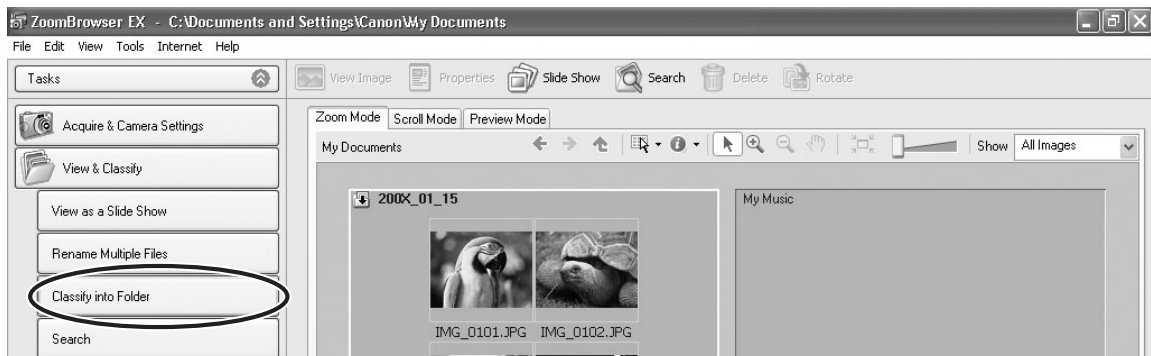 ZoomBrowser EX - C:\Documents and Settings\Canon\My Documents
File Edit View Tools Internet Help
Tasks
View Image Properties Slide Show Search Delete Rotate
Acquire & Camera Settings
View & Classify
View as a Slide Show
Rename Multiple Files
Classify into Folder
Search
Zoom Mode Scroll Mode Preview Mode
My Documents Show All Images
200X_01_15 My Music
IMG_0101.JPG IMG_0102.JPG